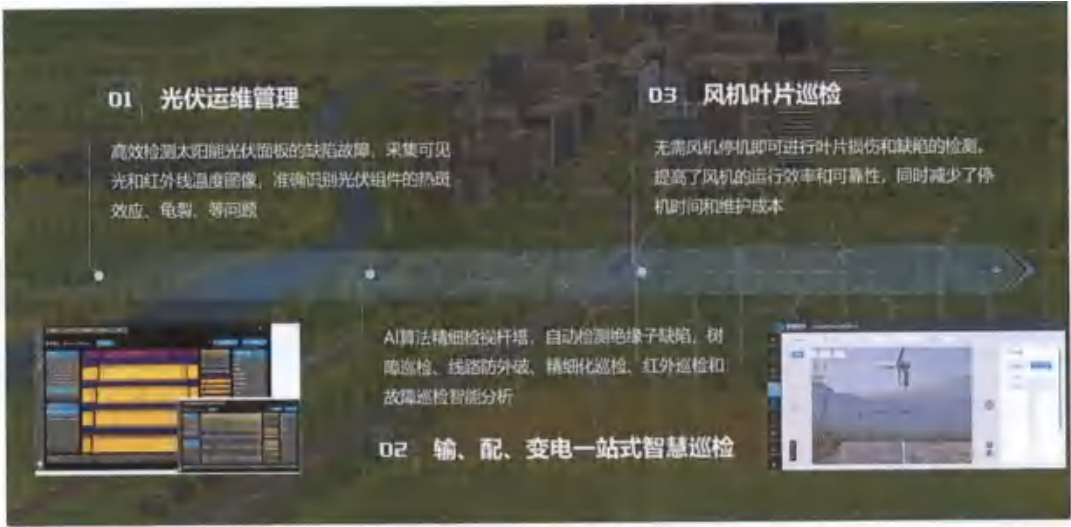 01 光伏运维管理
高效检测太阳能光伏面板的缺陷故障，采集可见
光和红外线温度图像，准确识别光伏组件的热斑
效应、龟裂、等问题
AI算法精细检视杆塔，自动检测绝缘子缺陷，树
障巡检、线路防外破、精细化巡检、红外巡检和
故障巡检智能分析
02 输、配、变电一站式智慧巡检
03 风机叶片巡检
无需风机停机即可进行叶片损伤和缺陷的检测。
提高了风机的运行效率和可靠性，同时减少了停
机时间和维护成本